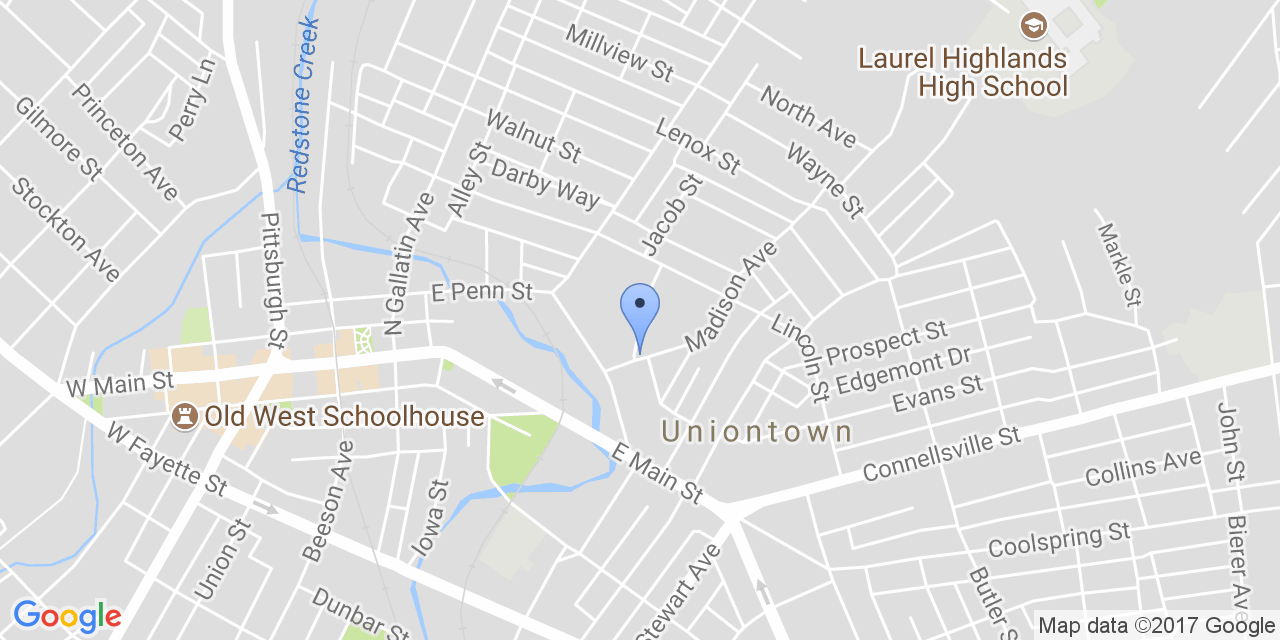 Millview St
Laurel Highlands
High School
Redstone Creek
Perry Ln
Princeton Ave
Gilmore St
Stockton Ave
North Ave
Walnut St
Lenox St
Wayne St
Alley St
Darby Way
Jacob St
Pittsburgh St
N Gallatin Ave
Madison Ave
Markle St
E Penn St
Lincoln St
Prospect St
Edgemont Dr
Evans St
W Main St
Old West Schoolhouse
Uniontown
W Fayette St
E Main St
Connellsville St
John St
Collins Ave
Beeson Ave
Iowa St
Union St
Coolspring St
Bierer Ave
Stewart Ave
Butler S
Dunbar St
Google
Map data ©2017 Google